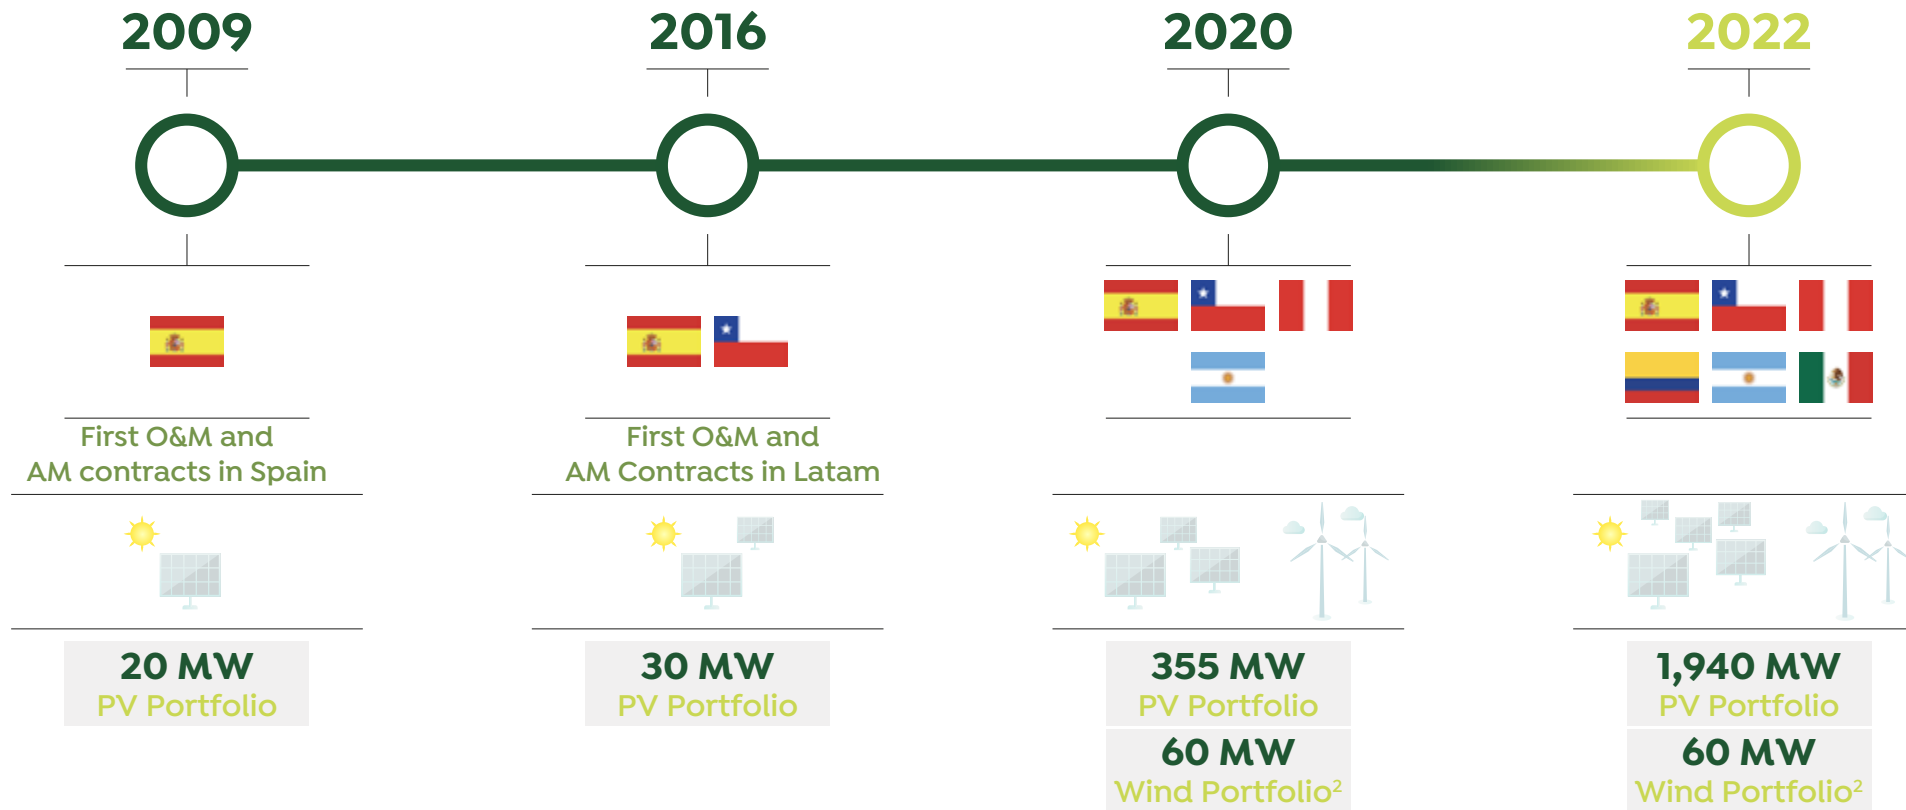 2009
2016
2020
2022
First O&M and
AM contracts in Spain
First O&M and
AM Contracts in Latam
20 MW
PV Portfolio
30 MW
PV Portfolio
355 MW
PV Portfolio
60 MW
Wind Portfolio²
1,940 MW
PV Portfolio
60 MW
Wind Portfolio²